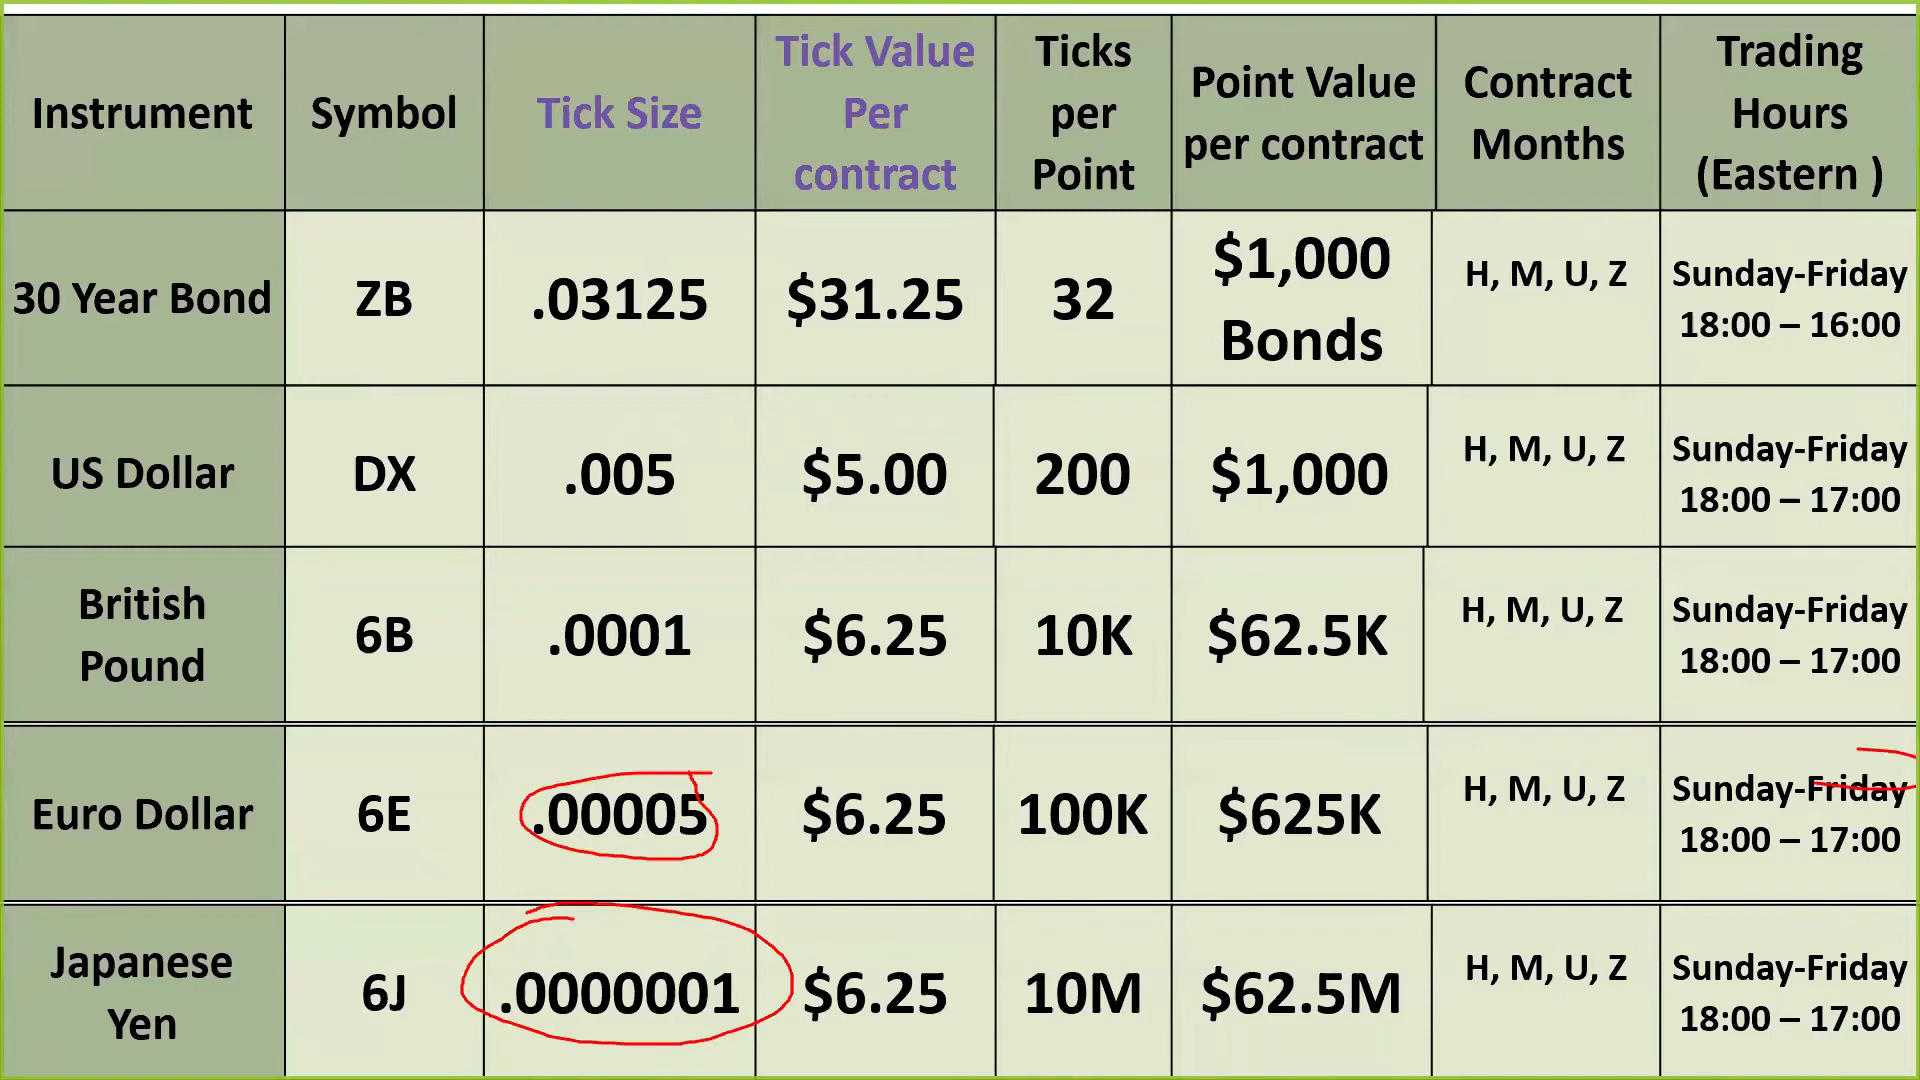 Instrument
Symbol
Tick Size
Tick Value
Per
contract
Ticks
per
Point
Point Value
per contract
Contract
Months
Trading
Hours
(Eastern )
30 Year Bond
ZB
.03125
$31.25
32
$1,000
Bonds
H, M, U, Z
Sunday-Friday
18:00 – 16:00
US Dollar
DX
.005
$5.00
200
$1,000
H, M, U, Z
Sunday-Friday
18:00 – 17:00
British
Pound
6B
.0001
$6.25
10K
$62.5K
H, M, U, Z
Sunday-Friday
18:00 – 17:00
Euro Dollar
6E
.00005
$6.25
100K
$625K
H, M, U, Z
Sunday-Friday
18:00 – 17:00
Japanese
Yen
6J
.0000001
$6.25
10M
$62.5M
H, M, U, Z
Sunday-Friday
18:00 – 17:00